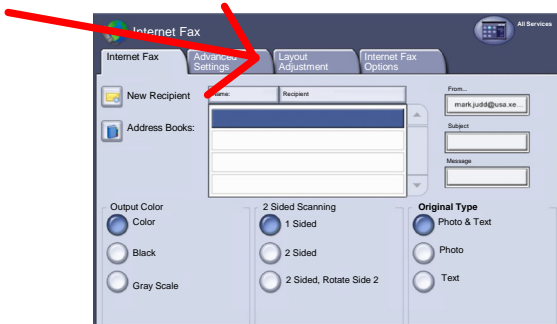 Internet Fax
All Services
Internet Fax
Advanced
Settings
Layout
Adjustment
Internet Fax
Options
New Recipient
Name:
Recipient
From...
mark.judd@usa.xe...
Address Books:
Subject
Message
Output Color
Color
Black
Gray Scale
2 Sided Scanning
1 Sided
2 Sided
2 Sided, Rotate Side 2
Original Type
Photo & Text
Photo
Text